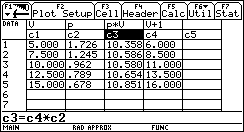 F1 F2 F3 F4 F5 F6 F7
Plot Setup Cell Header Calc Util Stat
DATA U p p*U U+1
c1 c2 c3 c4 c5
1 5.000 1.726 10.358 6.000
2 7.500 1.245 10.586 8.500
3 10.000 .962 10.580 11.000
4 12.500 .789 10.654 13.500
5 15.000 .678 10.851 16.000
6
7
c3=c4*c2
MAIN RAD APPROX FUNC